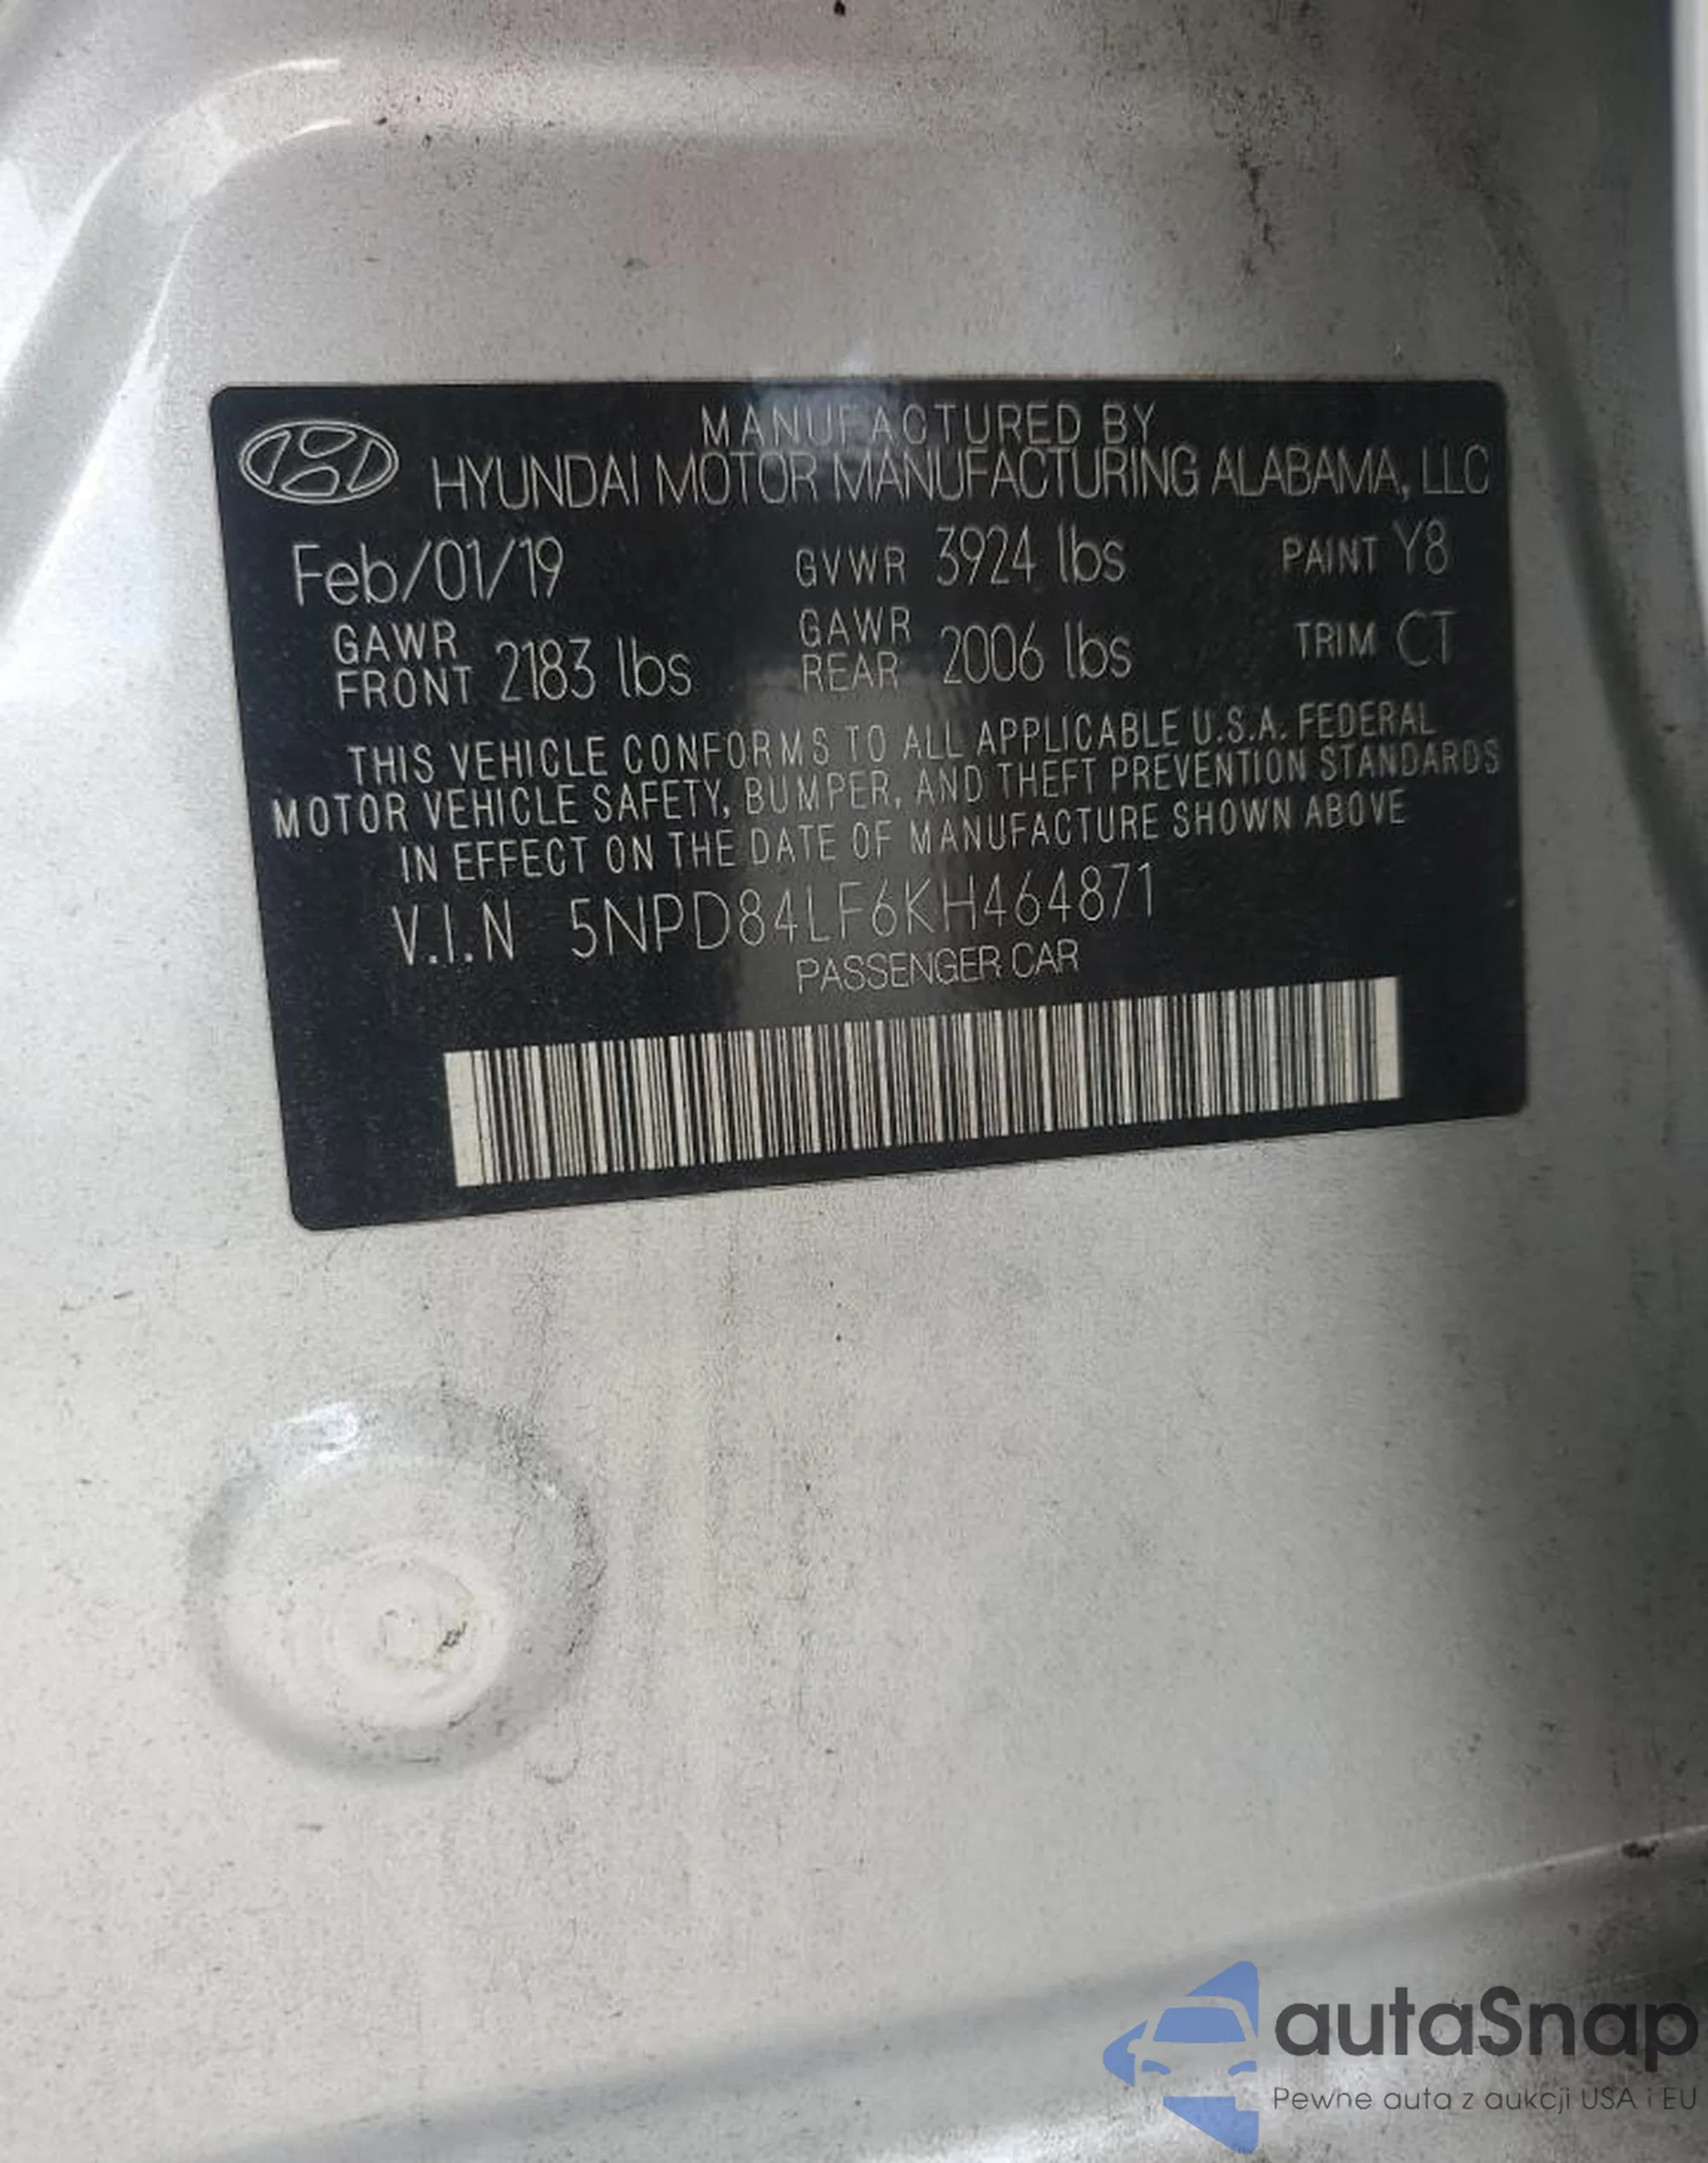 MANUFACTURED BY
HYUNDAI MOTOR MANUFACTURING ALABAMA, LLC
Feb/01/19 GVWR 3924 lbs PAINT Y8
GAWR FRONT 2183 lbs GAWR REAR 2006 lbs TRIM CT
THIS VEHICLE CONFORMS TO ALL APPLICABLE U.S.A. FEDERAL
MOTOR VEHICLE SAFETY, BUMPER, AND THEFT PREVENTION STANDARDS
IN EFFECT ON THE DATE OF MANUFACTURE SHOWN ABOVE
V.I.N 5NPD84LF6KH464871
PASSENGER CAR
autaSnap
Pewne auta z aukcji USA i EU